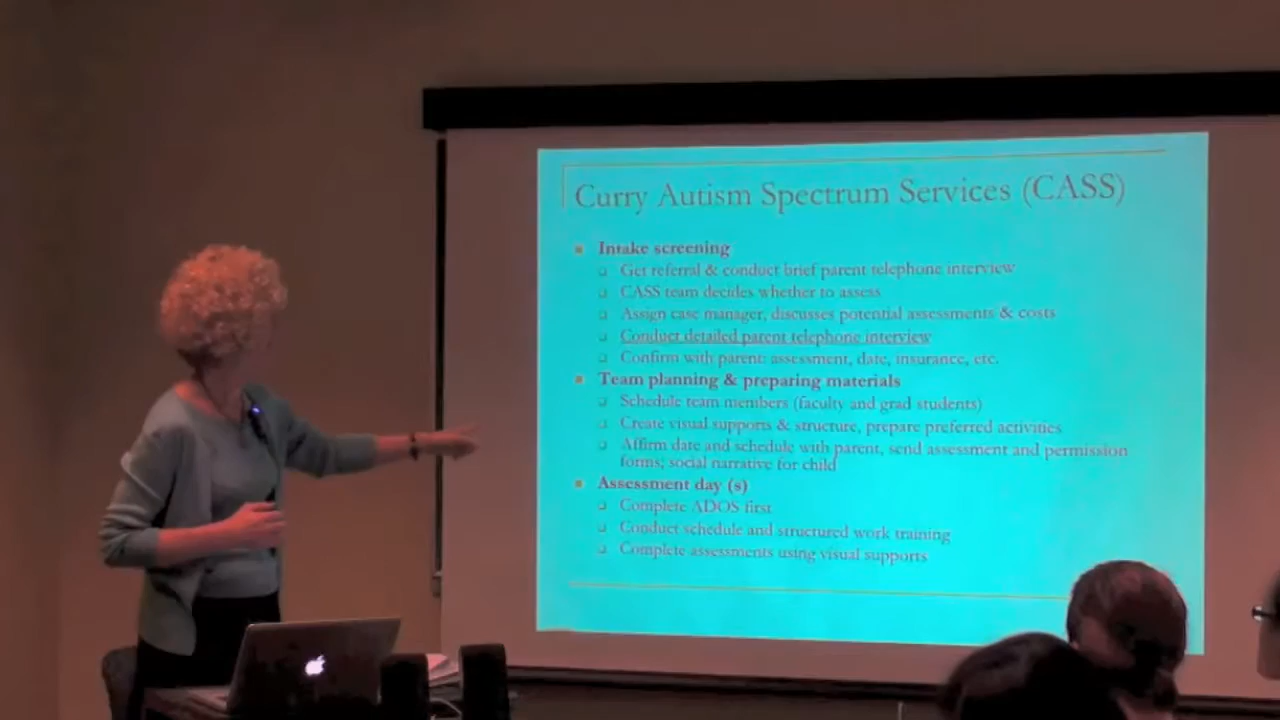 Curry Autism Spectrum Services (CASS)
Intake screening
Get referral & conduct brief parent telephone interview
CASS team decides whether to assess
Assign case manager, discusses potential assessments & costs
Conduct detailed parent telephone interview
Confirm with parent: assessment, date, insurance, etc.
Team planning & preparing materials
Schedule team members (faculty and grad students)
Create visual supports & structure, prepare preferred activities
Affirm date and schedule with parent, send assessment and permission
forms; social narrative for child
Assessment day (s)
Complete ADOS first
Conduct schedule and structured work training
Complete assessments using visual supports